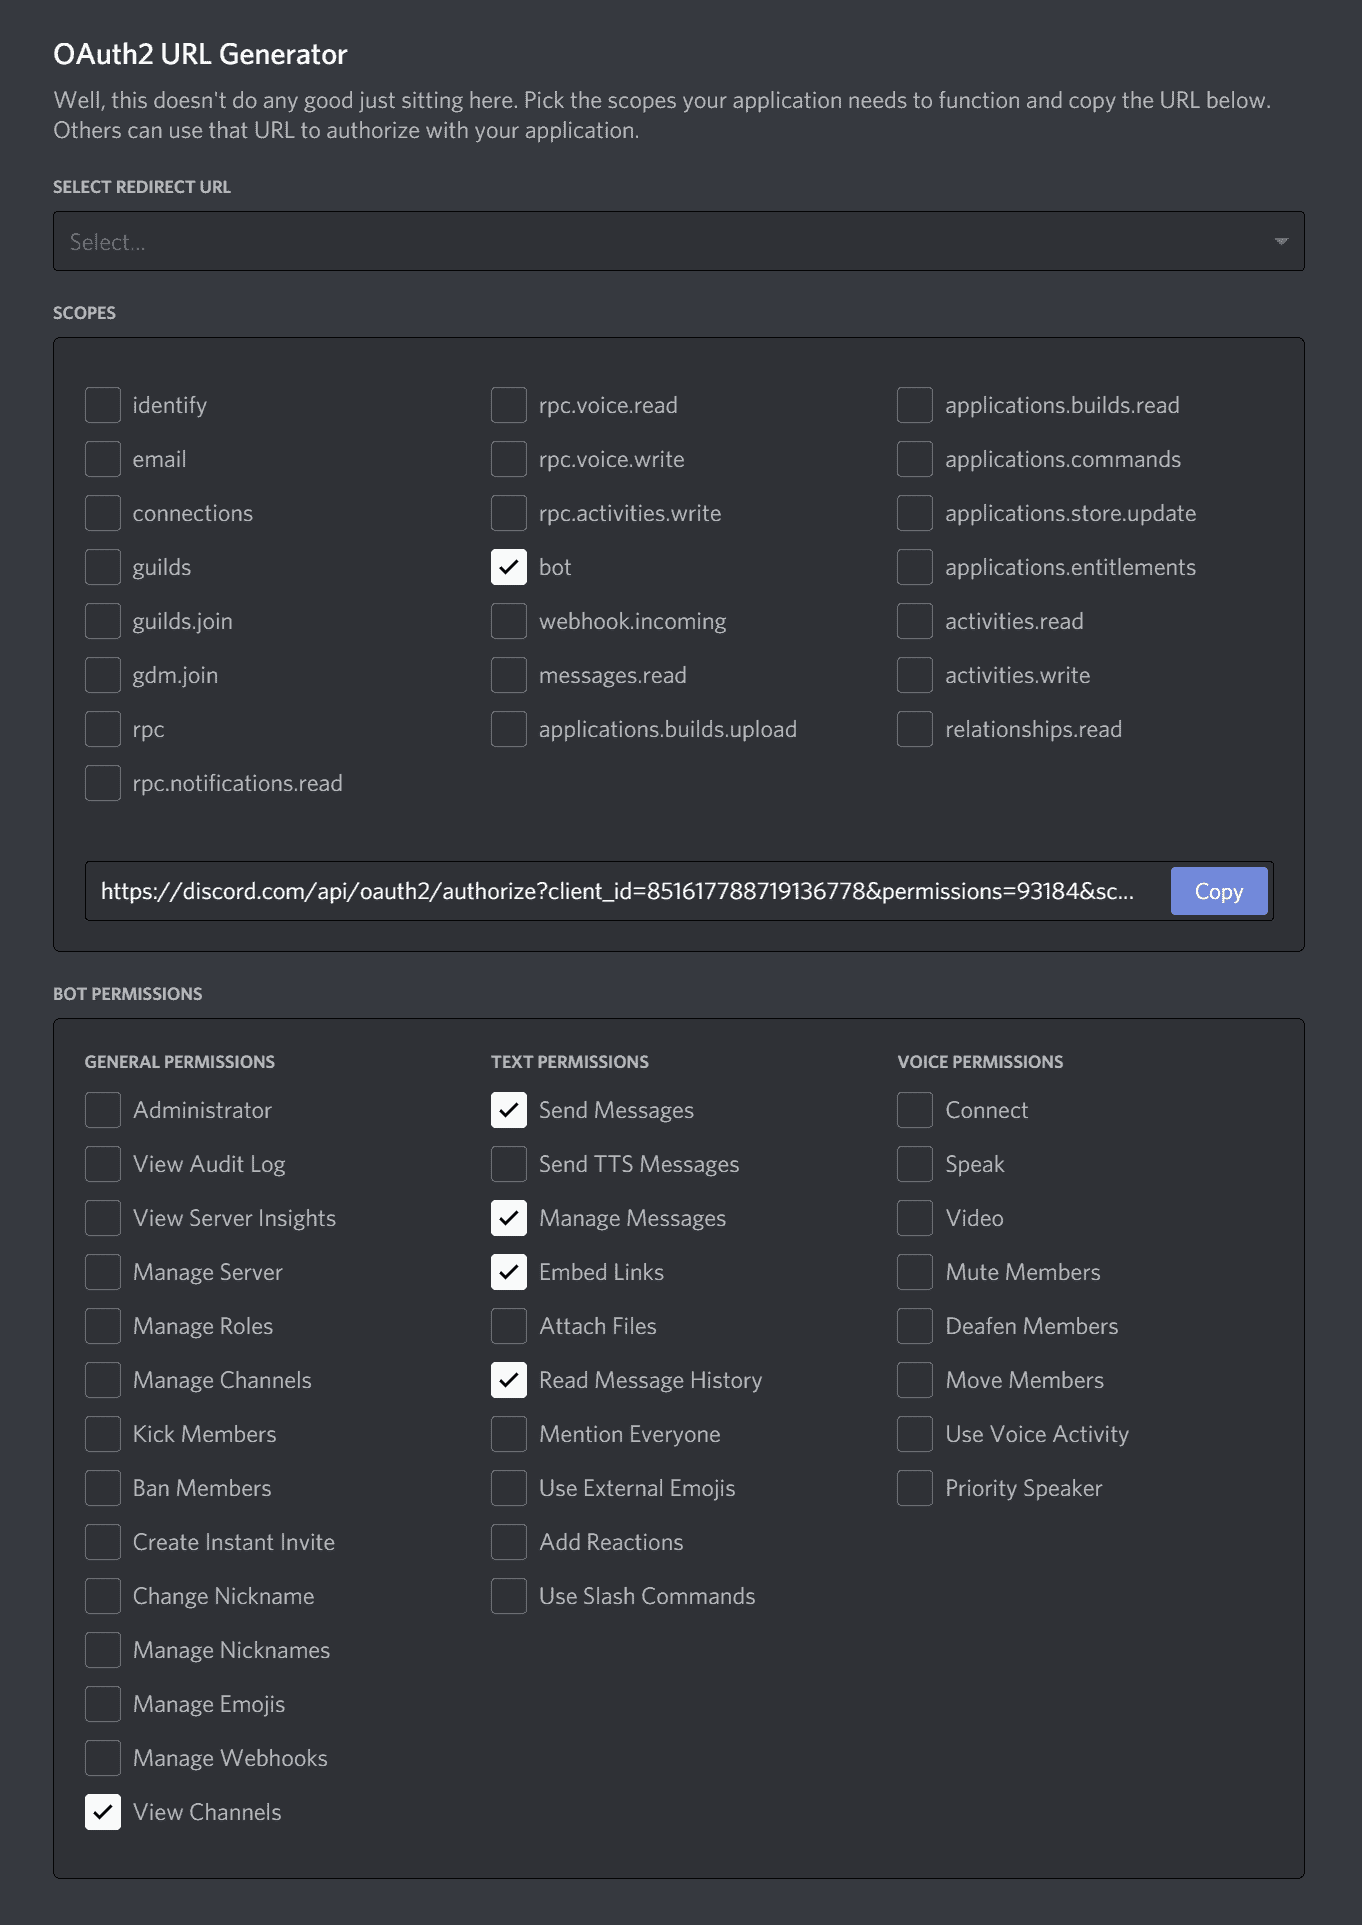 OAuth2 URL Generator
Well, this doesn't do any good just sitting here. Pick the scopes your application needs to function and copy the URL below.
Others can use that URL to authorize with your application.
SELECT REDIRECT URL
Select...
SCOPES
identify
email
connections
guilds
guilds.join
gdm.join
rpc
rpc.notifications.read
rpc.voice.read
rpc.voice.write
rpc.activities.write
bot
webhook.incoming
messages.read
applications.builds.upload
applications.builds.read
applications.commands
applications.store.update
applications.entitlements
activities.read
activities.write
relationships.read
https://discord.com/api/oauth2/authorize?client_id=851617788719136778&permissions=93184&sc...
Copy
BOT PERMISSIONS
GENERAL PERMISSIONS
Administrator
View Audit Log
View Server Insights
Manage Server
Manage Roles
Manage Channels
Kick Members
Ban Members
Create Instant Invite
Change Nickname
Manage Nicknames
Manage Emojis
Manage Webhooks
View Channels
TEXT PERMISSIONS
Send Messages
Send TTS Messages
Manage Messages
Embed Links
Attach Files
Read Message History
Mention Everyone
Use External Emojis
Add Reactions
Use Slash Commands
VOICE PERMISSIONS
Connect
Speak
Video
Mute Members
Deafen Members
Move Members
Use Voice Activity
Priority Speaker